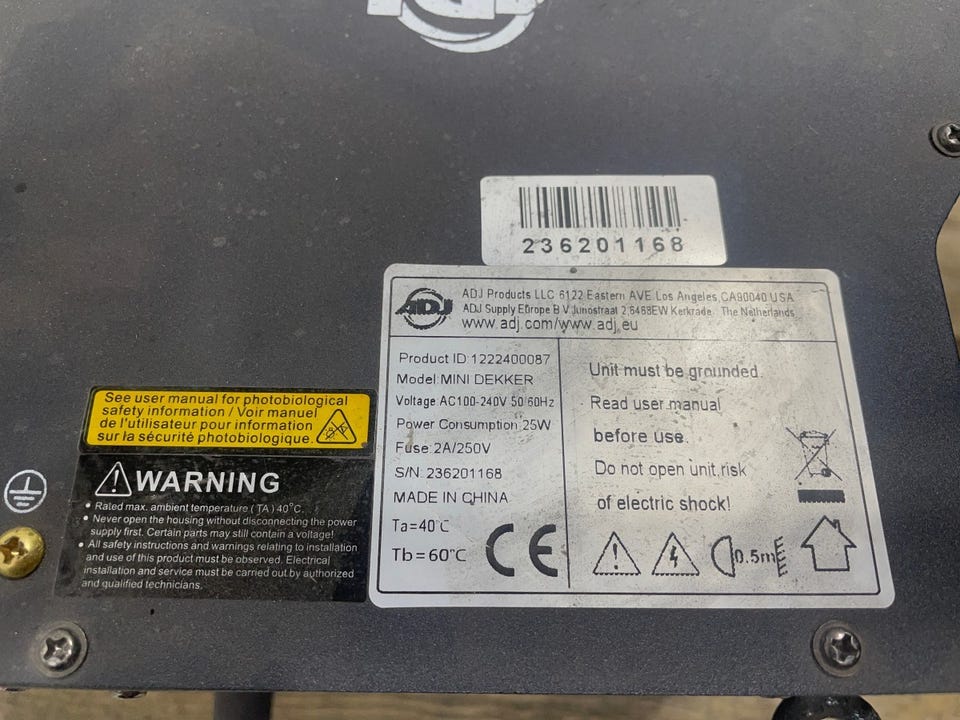 ADJ
236201168
ADJ
ADJ Products LLC 6122 Eastern AVE Los Angeles,CA90040 USA
ADJ Supply Europe B.V.Junostraat 2,6468EW Kerkrade. The Netherlands
www.adj.com/www.adj.eu
Product ID:1222400087
Model:MINI DEKKER
Voltage AC100-240V 50 60Hz
Power Consumption:25W
Fuse:2A/250V
S/N: 236201168
MADE IN CHINA
Ta=40℃
Tb=60℃
CE
Unit must be grounded.
Read user manual
before use.
Do not open unit,risk
of electric shock!
0.5m
See user manual for photobiological
safety information / Voir manuel
de l'utilisateur pour information
sur la sécurité photobiologique.
WARNING
• Rated max. ambient temperature ( TA ) 40°C.
• Never open the housing without disconnecting the power
supply first. Certain parts may still contain a voltage!
• All safety instructions and warnings relating to installation
and use of this product must be observed. Electrical
installation and service must be carried out by authorized
and qualified technicians.